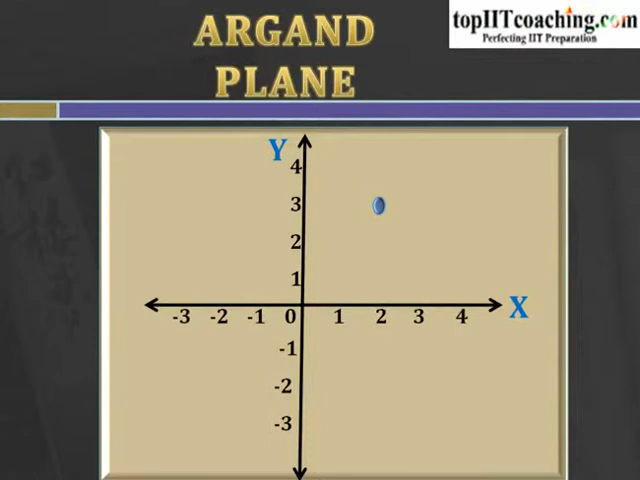 ARGAND
PLANE
topIITcoaching.com
Perfecting IIT Preparation
Y
4
3
2
1
-3 -2 -1 0 1 2 3 4
X
-1
-2
-3